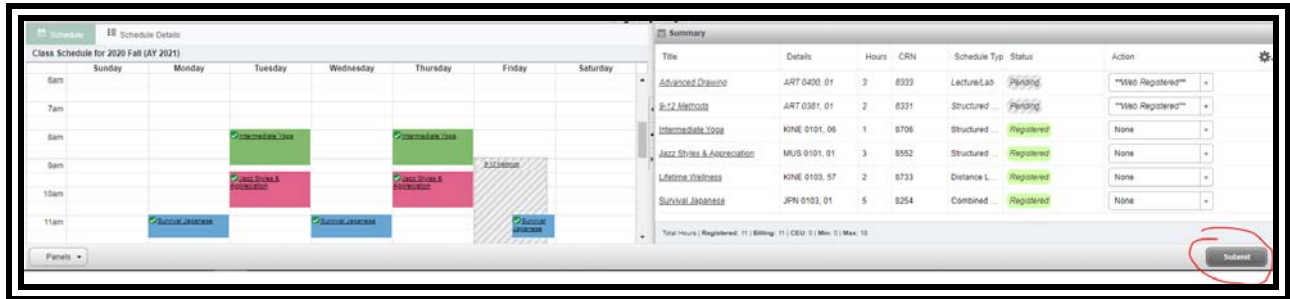 Schedule Schedule Details
Class Schedule for 2020 Fall (AY 2021)
Sunday Monday Tuesday Wednesday Thursday Friday Saturday
6am
7am
8am
Intermediate Yoga Intermediate Yoga
9am
9-12 Methods
Jazz Styles & Appreciation Jazz Styles & Appreciation
10am
11am
Survival Japanese Survival Japanese Survival Japanese
Panels
Summary
Title Details Hours CRN Schedule Typ Status Action
Advanced Drawing ART 0400, 01 3 8333 Lecture/Lab Pending **Web Registered**
9-12 Methods ART 0381, 01 2 8331 Structured ... Pending **Web Registered**
Intermediate Yoga KINE 0101, 06 1 8706 Structured ... Registered None
Jazz Styles & Appreciation MUS 0101, 01 3 8552 Structured ... Registered None
Lifetime Wellness KINE 0103, 57 2 8733 Distance L... Registered None
Survival Japanese JPN 0103, 01 5 8254 Combined ... Registered None
Total Hours | Registered: 11 | Billing: 11 | CEU: 0 | Min: 0 | Max: 18
Submit